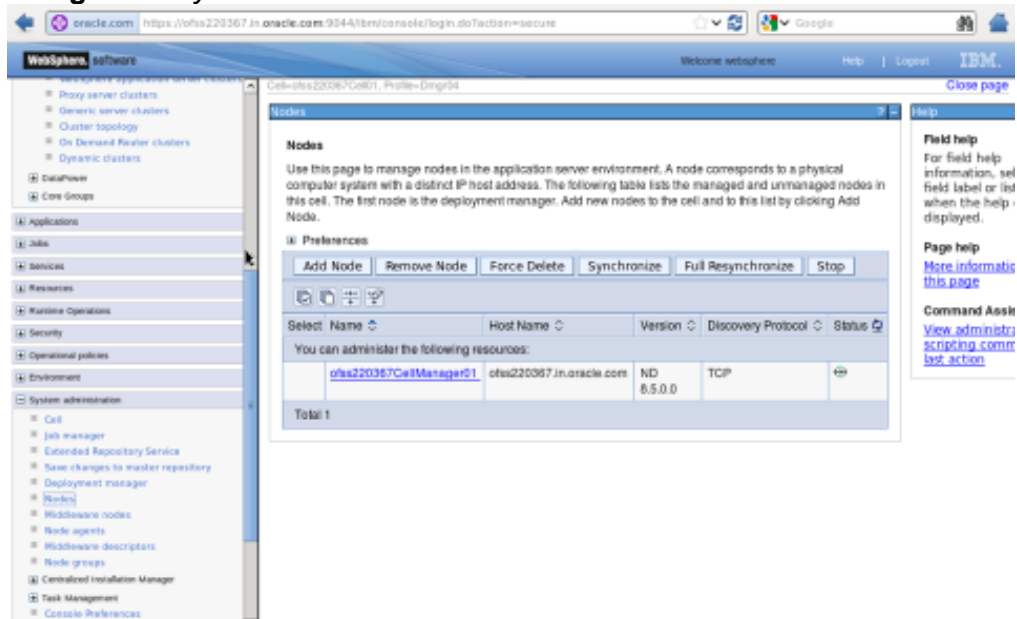 oracle.com https://ofss220367.in.oracle.com:9044/ibm/console/login.do?action=secure Google
WebSphere. software Welcome websphere Help | Logout IBM.
Cell=ofss220367Cell01, Profile=Dmgr04 Close page
WebSphere application server clusters
Proxy server clusters
Generic server clusters
Cluster topology
On Demand Router clusters
Dynamic clusters
DataPower
Core Groups
Applications
Jobs
Services
Resources
Runtime Operations
Security
Operational policies
Environment
System administration
Cell
Job manager
Extended Repository Service
Save changes to master repository
Deployment manager
Nodes
Middleware nodes
Node agents
Middleware descriptors
Node groups
Centralized Installation Manager
Task Management
Console Preferences
Nodes ? -
Nodes
Use this page to manage nodes in the application server environment. A node corresponds to a physical
computer system with a distinct IP host address. The following table lists the managed and unmanaged nodes in
this cell. The first node is the deployment manager. Add new nodes to the cell and to this list by clicking Add
Node.
Preferences
Add Node Remove Node Force Delete Synchronize Full Resynchronize Stop
Select Name Host Name Version Discovery Protocol Status
You can administer the following resources:
ofss220367CellManager01 ofss220367.in.oracle.com ND TCP
8.5.0.0
Total 1
Help
Field help
For field help
information, sel
field label or list
when the help
displayed.
Page help
More informatio
this page
Command Assis
View administra
scripting comm
last action